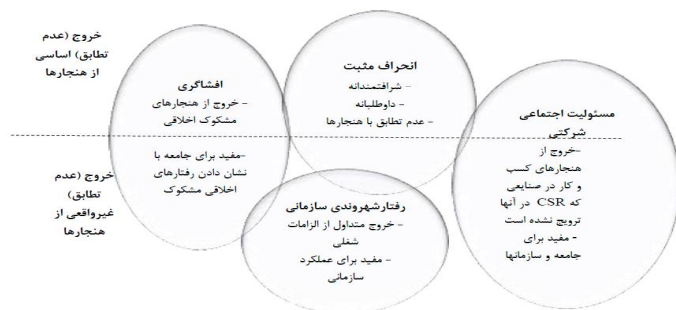 خروج (عدم
تطابق) اساسی
از هنجارها
انحراف مثبت
- شرافتمندانه
- داوطلبانه
- عدم تطابق با هنجارها
افشاگری
- خروج از هنجارهای
مشکوک اخلاقی
-مفید برای جامعه با
نشان دادن رفتارهای
اخلاقی مشکوک
مسئولیت اجتماعی
شرکتی
-خروج از
هنجارهای کسب
و کار در صنایعی
که CSR در آنها
ترویج نشده است
- مفید برای
جامعه و سازمانها
خروج (عدم
تطابق)
غیرواقعی از
هنجارها
رفتارشهروندی سازمانی
- خروج متداول از الزامات
شغلی
- مفید برای عملکرد
سازمانی